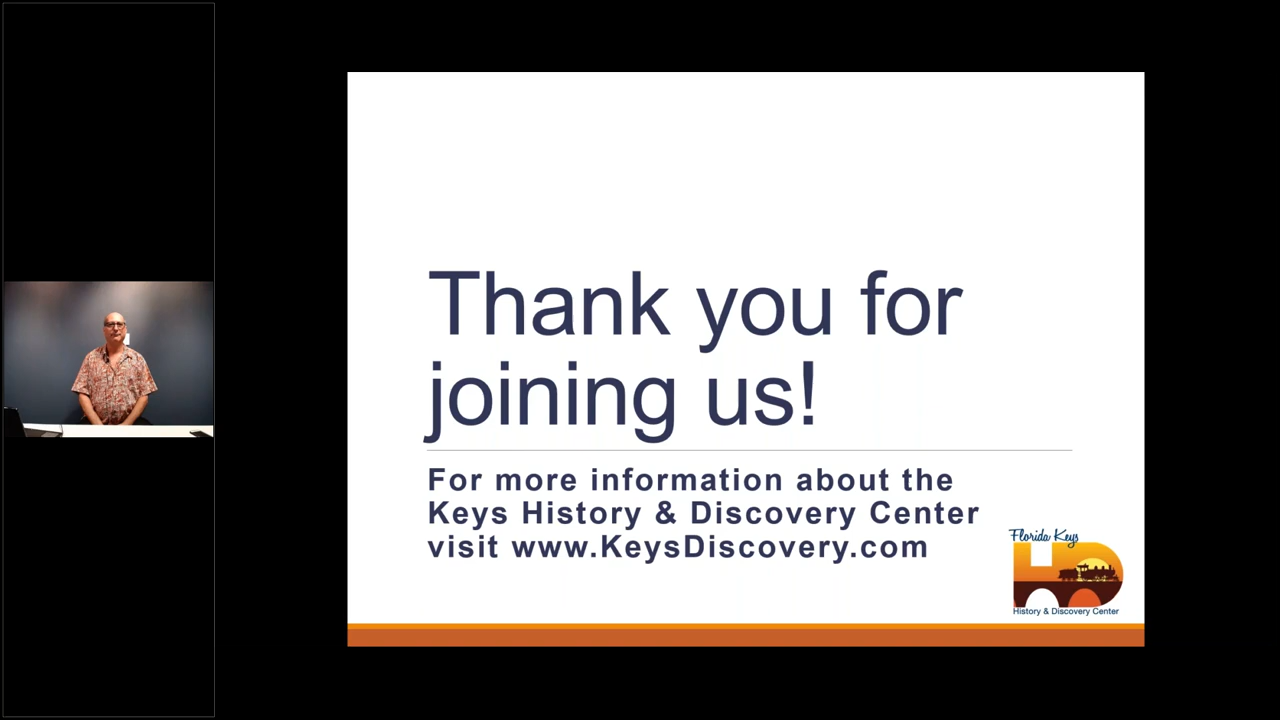 Thank you for
joining us!
For more information about the
Keys History & Discovery Center
visit www.KeysDiscovery.com
Florida Keys
History & Discovery Center